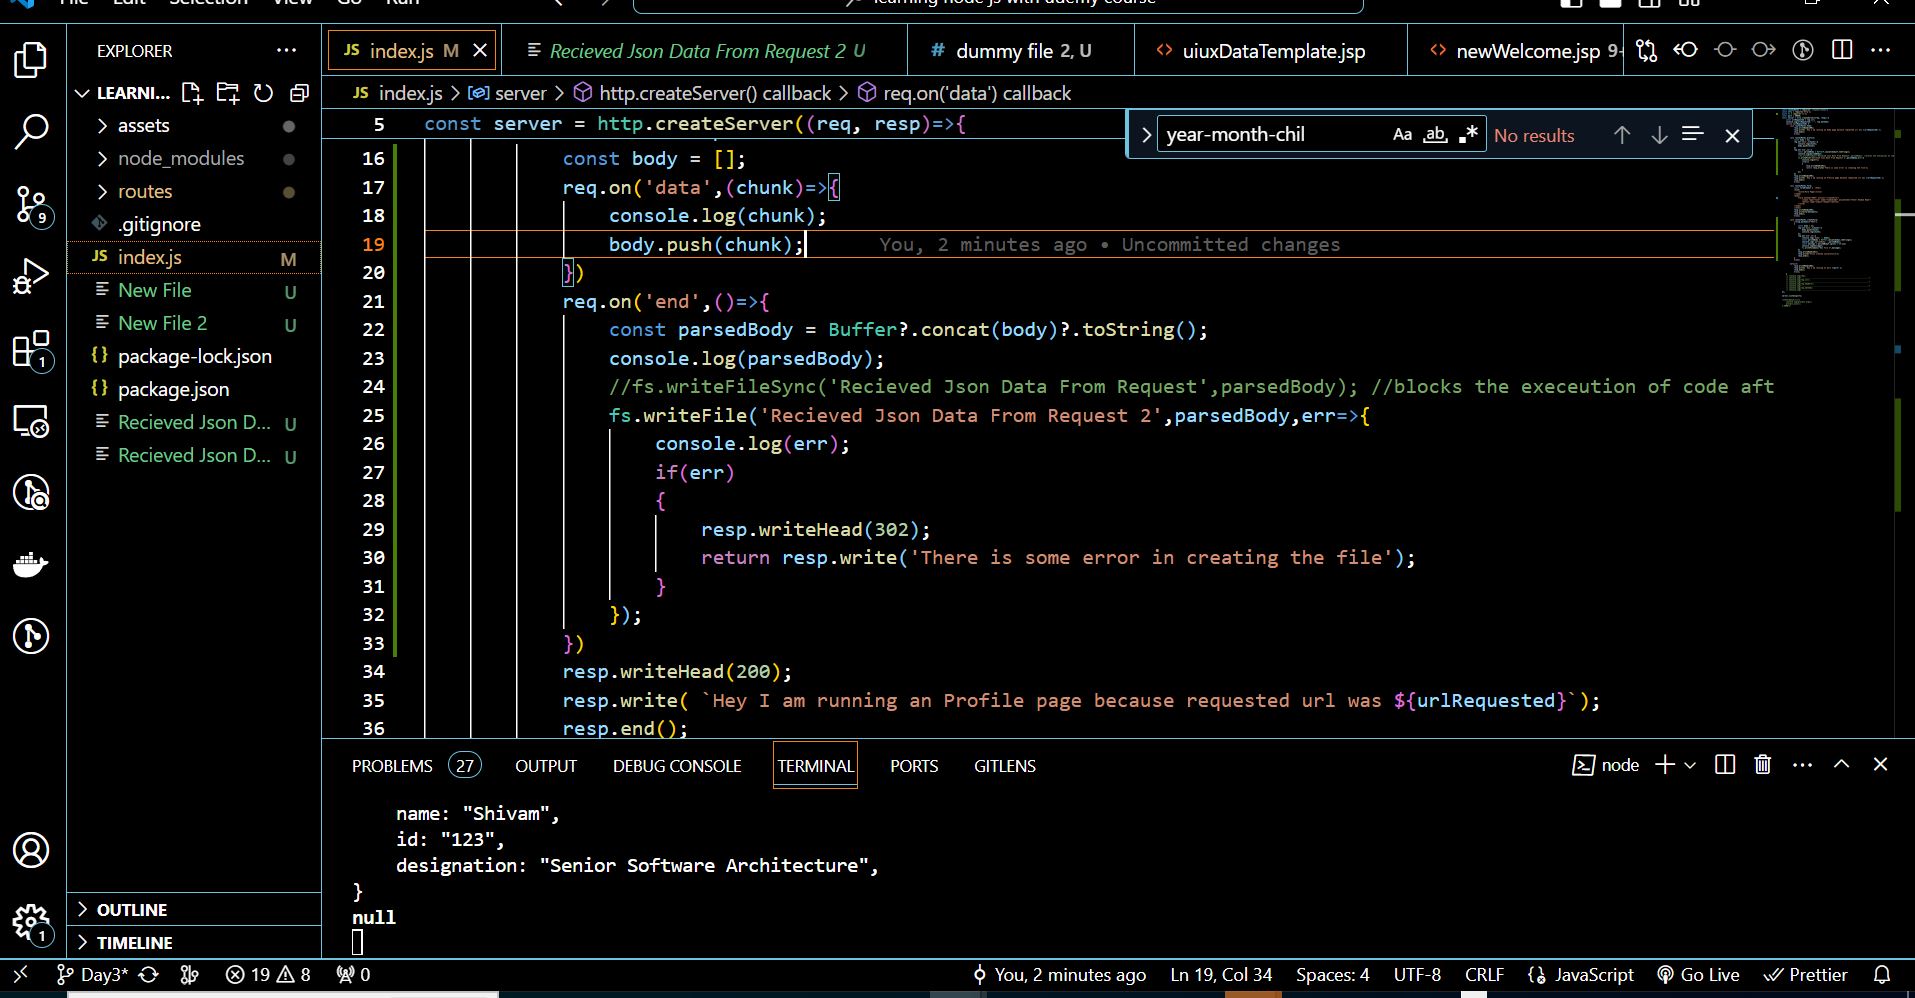 File Edit Selection View Go Run learning node js with udemy course
EXPLORER
LEARNI...
assets
node_modules
routes
.gitignore
JS index.js M
New File U
New File 2 U
{} package-lock.json
{} package.json
Recieved Json D... U
Recieved Json D... U
OUTLINE
TIMELINE
9
1
1
JS index.js M
Recieved Json Data From Request 2 U
# dummy file 2, U
<> uiuxDataTemplate.jsp
<> newWelcome.jsp 9+
JS index.js > server > http.createServer() callback > req.on('data') callback
year-month-chil Aa ab .* No results
5 const server = http.createServer((req, resp)=>{
16 const body = [];
17 req.on('data',(chunk)=>{
18 console.log(chunk);
19 body.push(chunk); You, 2 minutes ago • Uncommitted changes
20 })
21 req.on('end',()=>{
22 const parsedBody = Buffer?.concat(body)?.toString();
23 console.log(parsedBody);
24 //fs.writeFileSync('Recieved Json Data From Request',parsedBody); //blocks the exeecution of code aft
25 fs.writeFile('Recieved Json Data From Request 2',parsedBody,err=>{
26 console.log(err);
27 if(err)
28 {
29 resp.writeHead(302);
30 return resp.write('There is some error in creating the file');
31 }
32 });
33 })
34 resp.writeHead(200);
35 resp.write( `Hey I am running an Profile page because requested url was ${urlRequested}`);
36 resp.end();
PROBLEMS 27 OUTPUT DEBUG CONSOLE TERMINAL PORTS GITLENS node
name: "Shivam",
id: "123",
designation: "Senior Software Architecture",
}
null
Day3* 19 8 0 You, 2 minutes ago Ln 19, Col 34 Spaces: 4 UTF-8 CRLF JavaScript Go Live Prettier